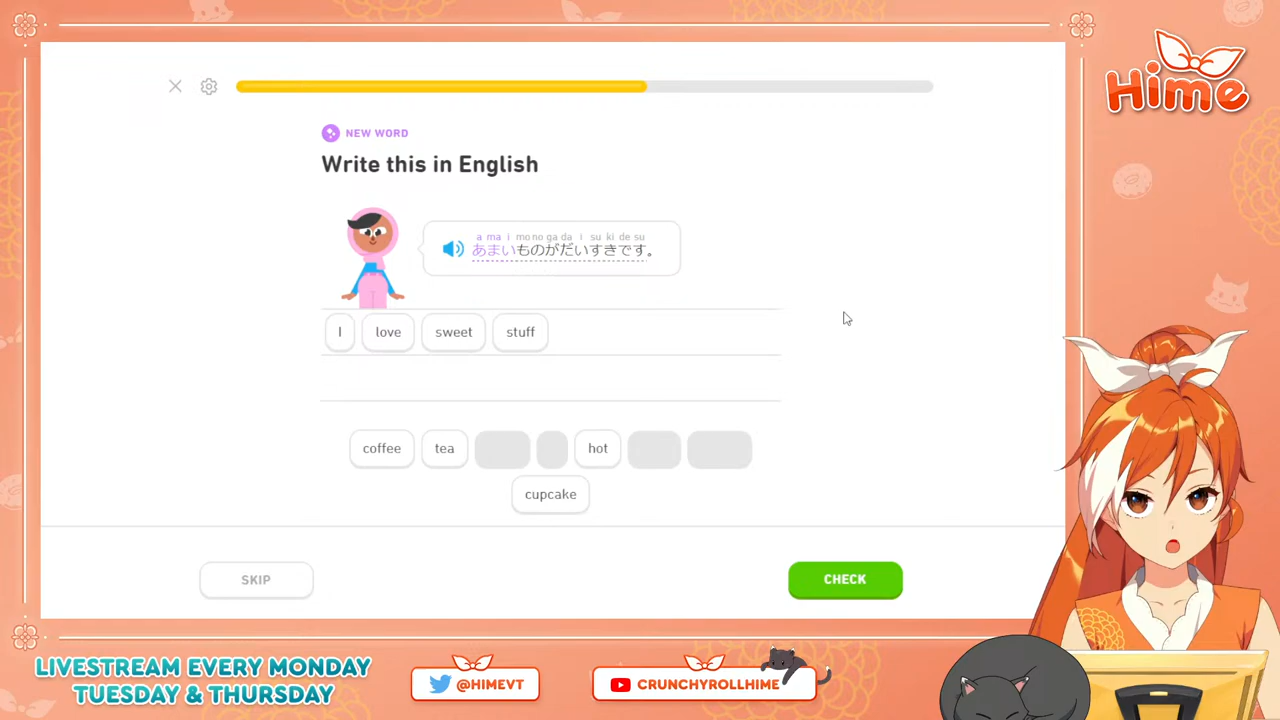 Hime
NEW WORD
Write this in English
a ma i mo no ga da i su ki de su
あまいものがだいすきです。
I love sweet stuff
coffee tea hot
cupcake
SKIP CHECK
LIVESTREAM EVERY MONDAY
TUESDAY & THURSDAY
@HIMEVT
CRUNCHYROLLHIME